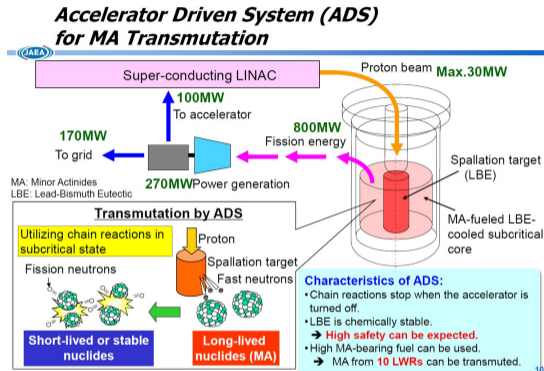 Accelerator Driven System (ADS)
for MA Transmutation
JAEA
Super-conducting LINAC
Proton beam Max.30MW
100MW
To accelerator
170MW
To grid
800MW
Fission energy
270MW Power generation
Spallation target
(LBE)
MA-fueled LBE-
cooled subcritical
core
MA: Minor Actinides
LBE: Lead-Bismuth Eutectic
Transmutation by ADS
Utilizing chain reactions in
subcritical state
Proton
Spallation target
Fission neutrons
Fast neutrons
Short-lived or stable
nuclides
Long-lived
nuclides (MA)
Characteristics of ADS:
•Chain reactions stop when the accelerator is
turned off.
•LBE is chemically stable.
➔ High safety can be expected.
•High MA-bearing fuel can be used.
➔ MA from 10 LWRs can be transmuted.
10